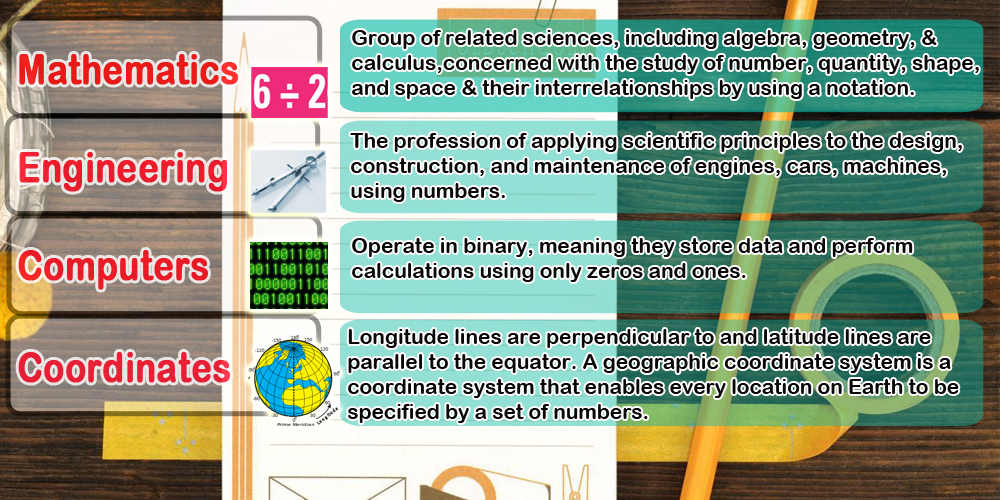 Mathematics
6 ÷ 2
Group of related sciences, including algebra, geometry, &
calculus,concerned with the study of number, quantity, shape,
and space & their interrelationships by using a notation.
Engineering
The profession of applying scientific principles to the design,
construction, and maintenance of engines, cars, machines,
using numbers.
Computers
Operate in binary, meaning they store data and perform
calculations using only zeros and ones.
Coordinates
Prime Meridian
Longitude
Longitude lines are perpendicular to and latitude lines are
parallel to the equator. A geographic coordinate system is a
coordinate system that enables every location on Earth to be
specified by a set of numbers.